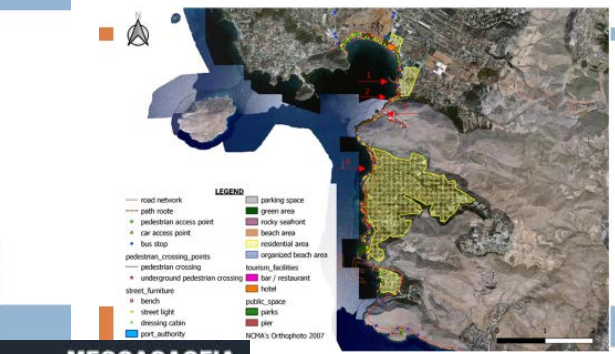 N
1
2
4
LEGEND
road network
path roote
pedestrian access point
car access point
bus stop
pedestrian_crossing_points
pedestrian crossing
underground pedestrian crossing
street_furniture
bench
street light
dressing cabin
port_authority
parking space
green area
rocky seafront
beach area
residential area
organized beach area
tourism_facilities
bar / restaurant
hotel
public_space
parks
pier
NCMA's Orthophoto 2007